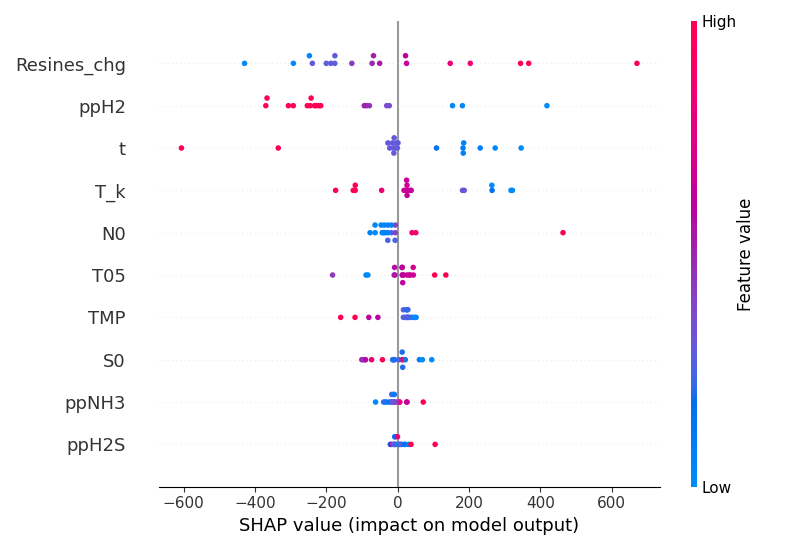 High
Resines_chg
ppH2
t
T_k
N0
T05
TMP
S0
ppNH3
ppH2S
Feature value
Low
−600 −400 −200 0 200 400 600
SHAP value (impact on model output)